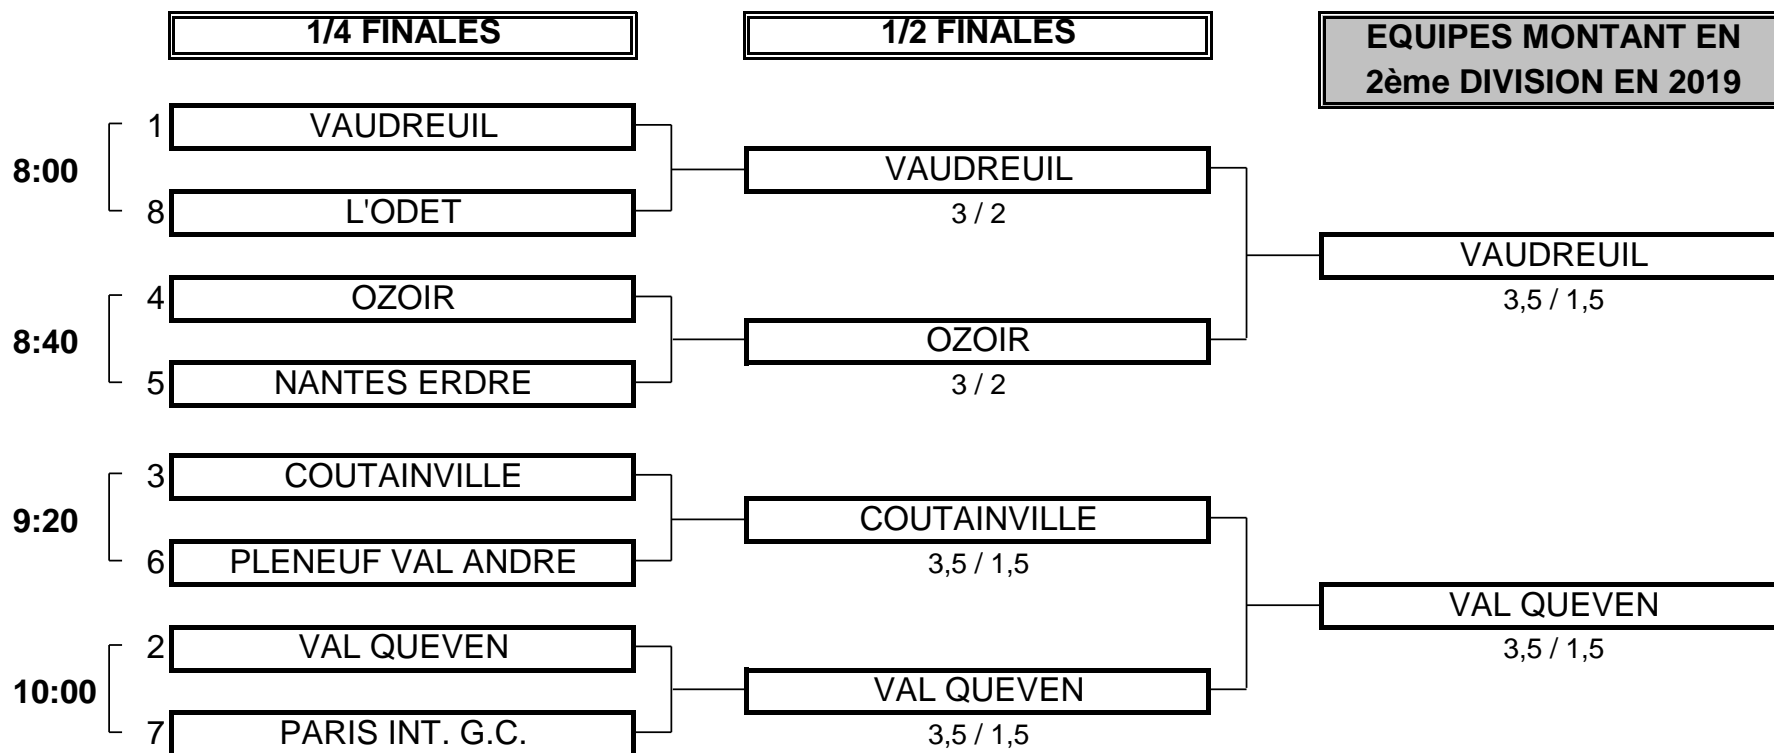 1/4 FINALES
1/2 FINALES
EQUIPES MONTANT EN
2ème DIVISION EN 2019
8:00
1 VAUDREUIL
8 L'ODET
VAUDREUIL
3 / 2
8:40
4 OZOIR
5 NANTES ERDRE
OZOIR
3 / 2
VAUDREUIL
3,5 / 1,5
9:20
3 COUTAINVILLE
6 PLENEUF VAL ANDRE
COUTAINVILLE
3,5 / 1,5
10:00
2 VAL QUEVEN
7 PARIS INT. G.C.
VAL QUEVEN
3,5 / 1,5
VAL QUEVEN
3,5 / 1,5